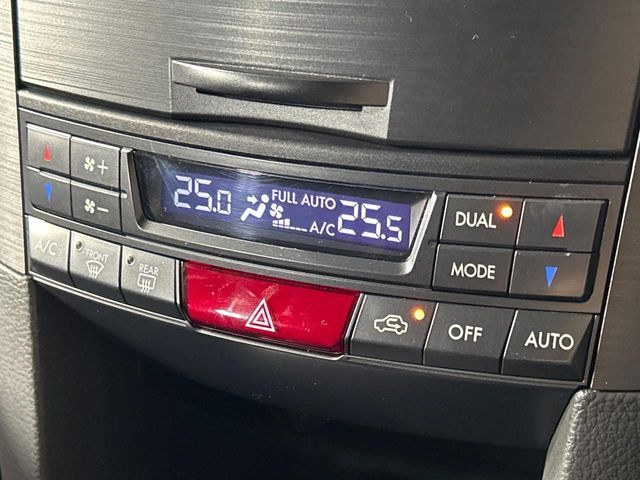 25.0 FULL AUTO A/C 25.5
DUAL
MODE
A/C FRONT REAR
OFF AUTO